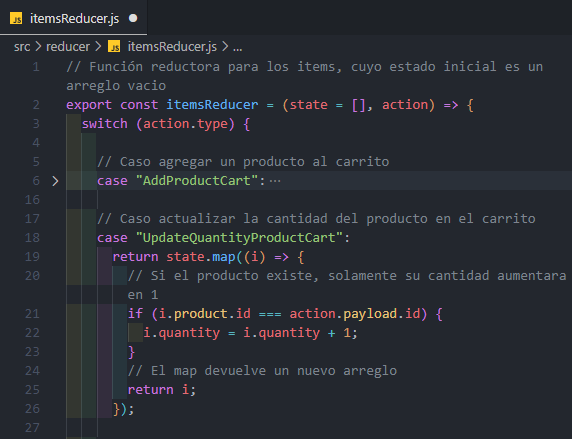 JS itemsReducer.js ●
src > reducer > JS itemsReducer.js > ...
1 // Función reductora para los items, cuyo estado inicial es un
arreglo vacio
2 export const itemsReducer = (state = [], action) => {
3 switch (action.type) {
4
5 // Caso agregar un producto al carrito
6 > case "AddProductCart": ...
16
17 // Caso actualizar la cantidad del producto en el carrito
18 case "UpdateQuantityProductCart":
19 return state.map((i) => {
20 // Si el producto existe, solamente su cantidad aumentara
en 1
21 if (i.product.id === action.payload.id) {
22 i.quantity = i.quantity + 1;
23 }
24 // El map devuelve un nuevo arreglo
25 return i;
26 });
27